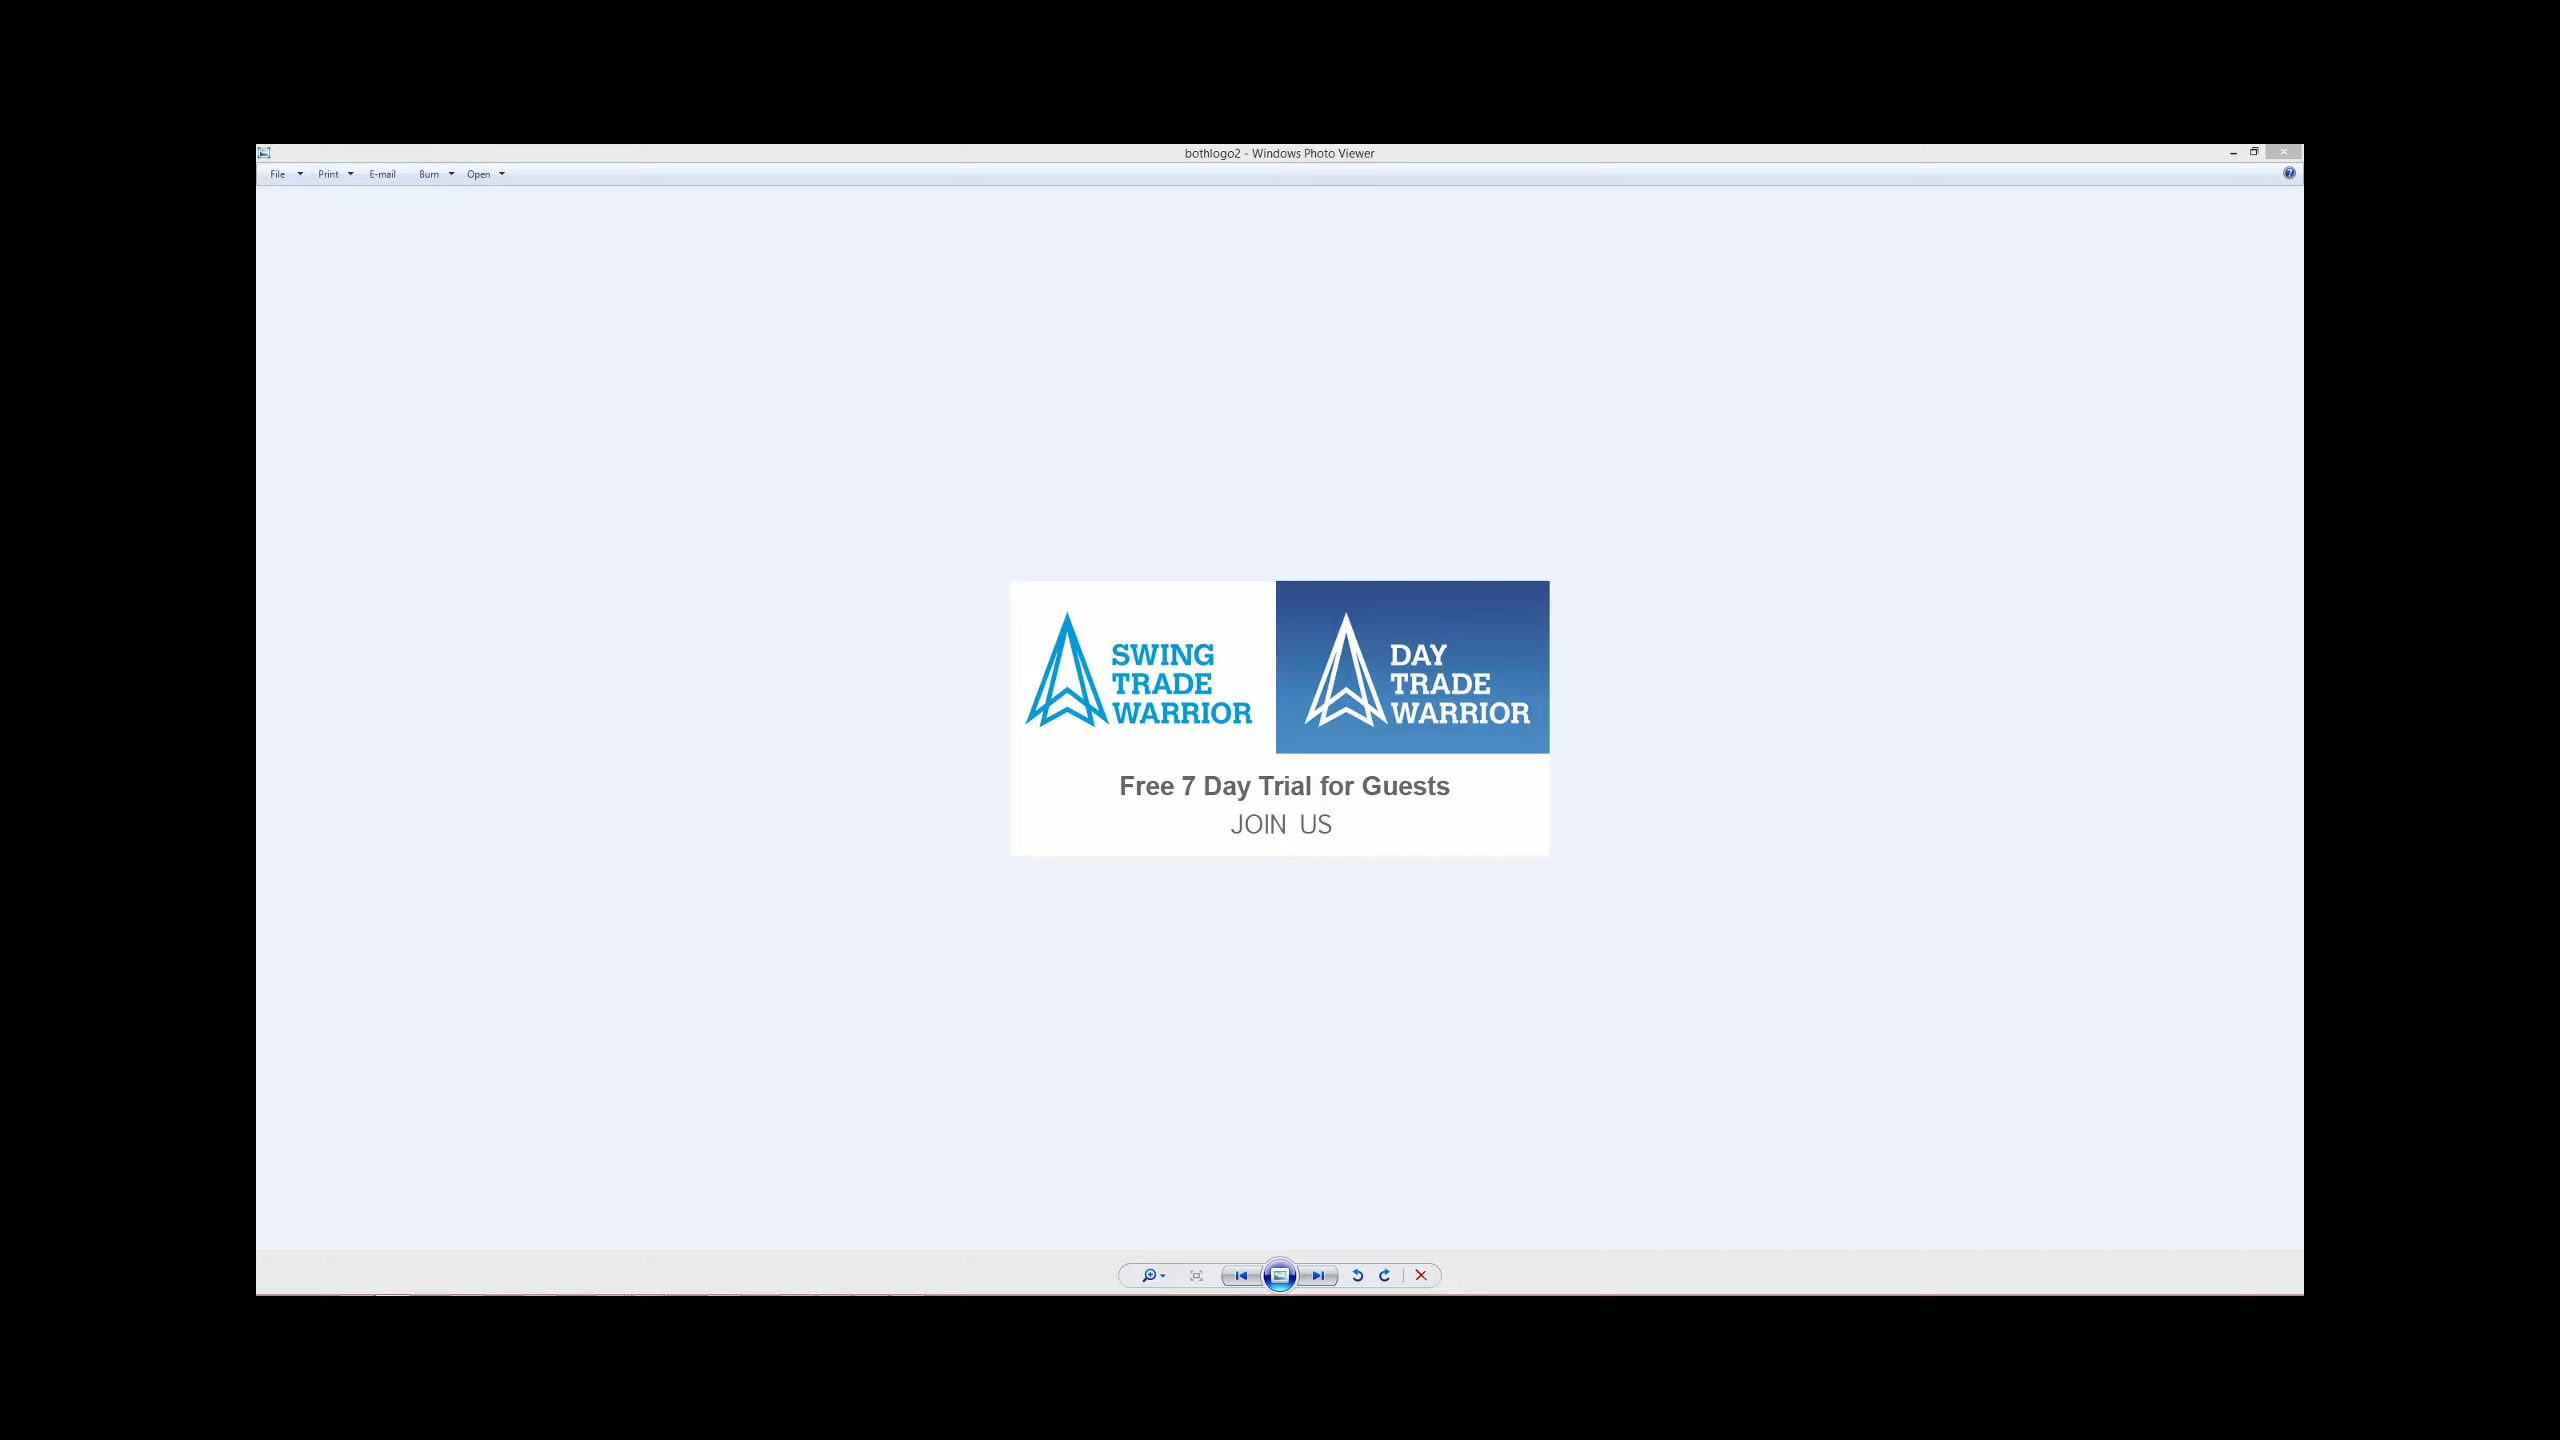 bothlogo2 - Windows Photo Viewer
File Print E-mail Burn Open
SWING
TRADE
WARRIOR
DAY
TRADE
WARRIOR
Free 7 Day Trial for Guests
JOIN US